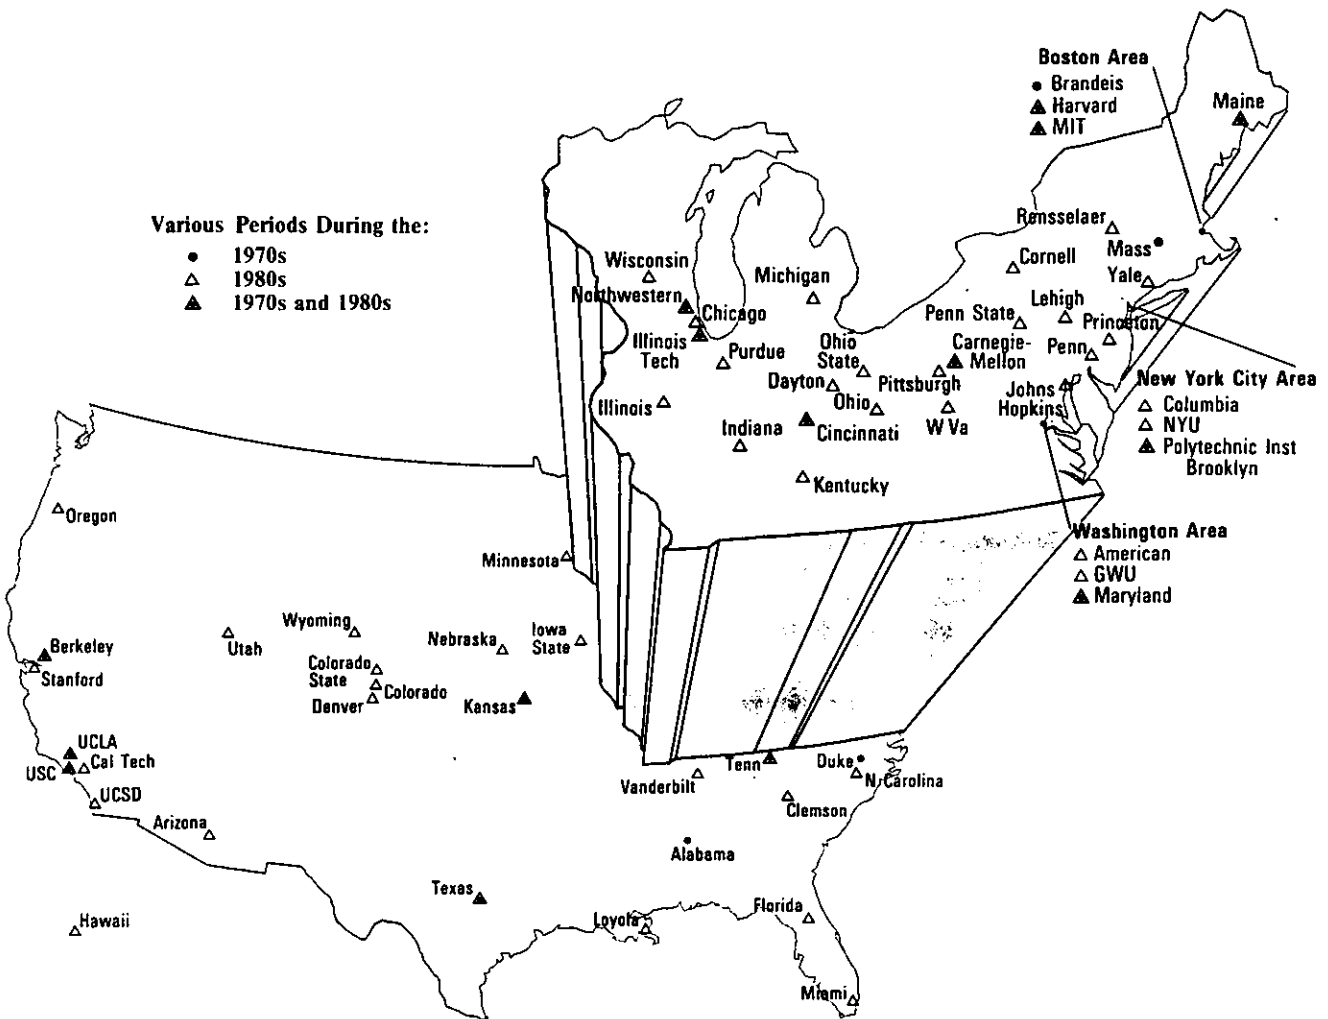 Boston Area
Brandeis
Harvard
MIT
Maine
Various Periods During the:
1970s
1980s
1970s and 1980s
Rensselaer
Mass
Cornell
Yale
Wisconsin
Michigan
Northwestern
Chicago
Lehigh
Penn State
Princeton
Illinois
Tech
Purdue
Ohio
State
Carnegie-
Mellon
Penn
Dayton
Pittsburgh
Johns
Hopkins
New York City Area
Columbia
NYU
Polytechnic Inst
Brooklyn
Illinois
Ohio
W Va
Indiana
Cincinnati
Kentucky
Oregon
Minnesota
Washington Area
American
GWU
Maryland
Wyoming
Utah
Nebraska
Iowa
State
Berkeley
Stanford
Colorado
State
Colorado
Denver
Kansas
UCLA
USC
Cal Tech
UCSD
Arizona
Vanderbilt
Tenn
Duke
N Carolina
Clemson
Alabama
Texas
Hawaii
Loyola
Florida
Miami